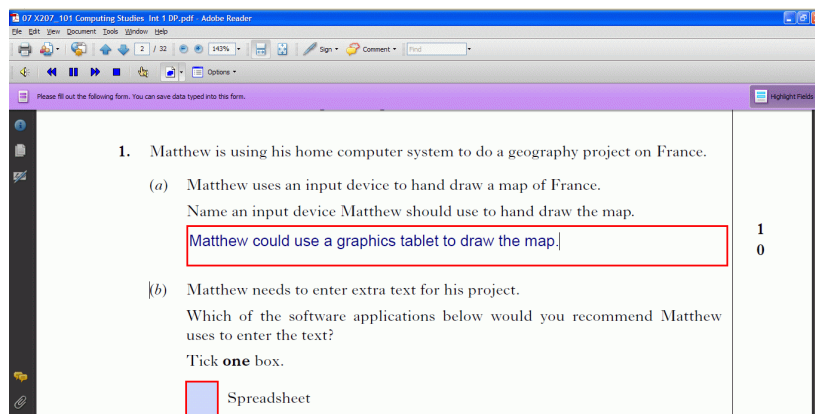 07 X207_101 Computing Studies Int 1 DP.pdf - Adobe Reader
File Edit View Document Tools Window Help
2 / 32 143% Sign Comment Find
Options
Please fill out the following form. You can save data typed into this form. Highlight Fields
1. Matthew is using his home computer system to do a geography project on France.
(a) Matthew uses an input device to hand draw a map of France.
Name an input device Matthew should use to hand draw the map.
Matthew could use a graphics tablet to draw the map.
1
0
(b) Matthew needs to enter extra text for his project.
Which of the software applications below would you recommend Matthew
uses to enter the text?
Tick one box.
Spreadsheet